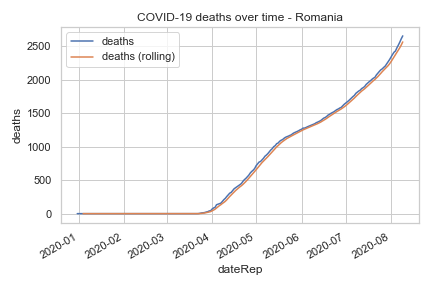 COVID-19 deaths over time - Romania
deaths
deaths (rolling)
2500
2000
1500
1000
500
0
deaths
2020-01
2020-02
2020-03
2020-04
2020-05
2020-06
2020-07
2020-08
dateRep